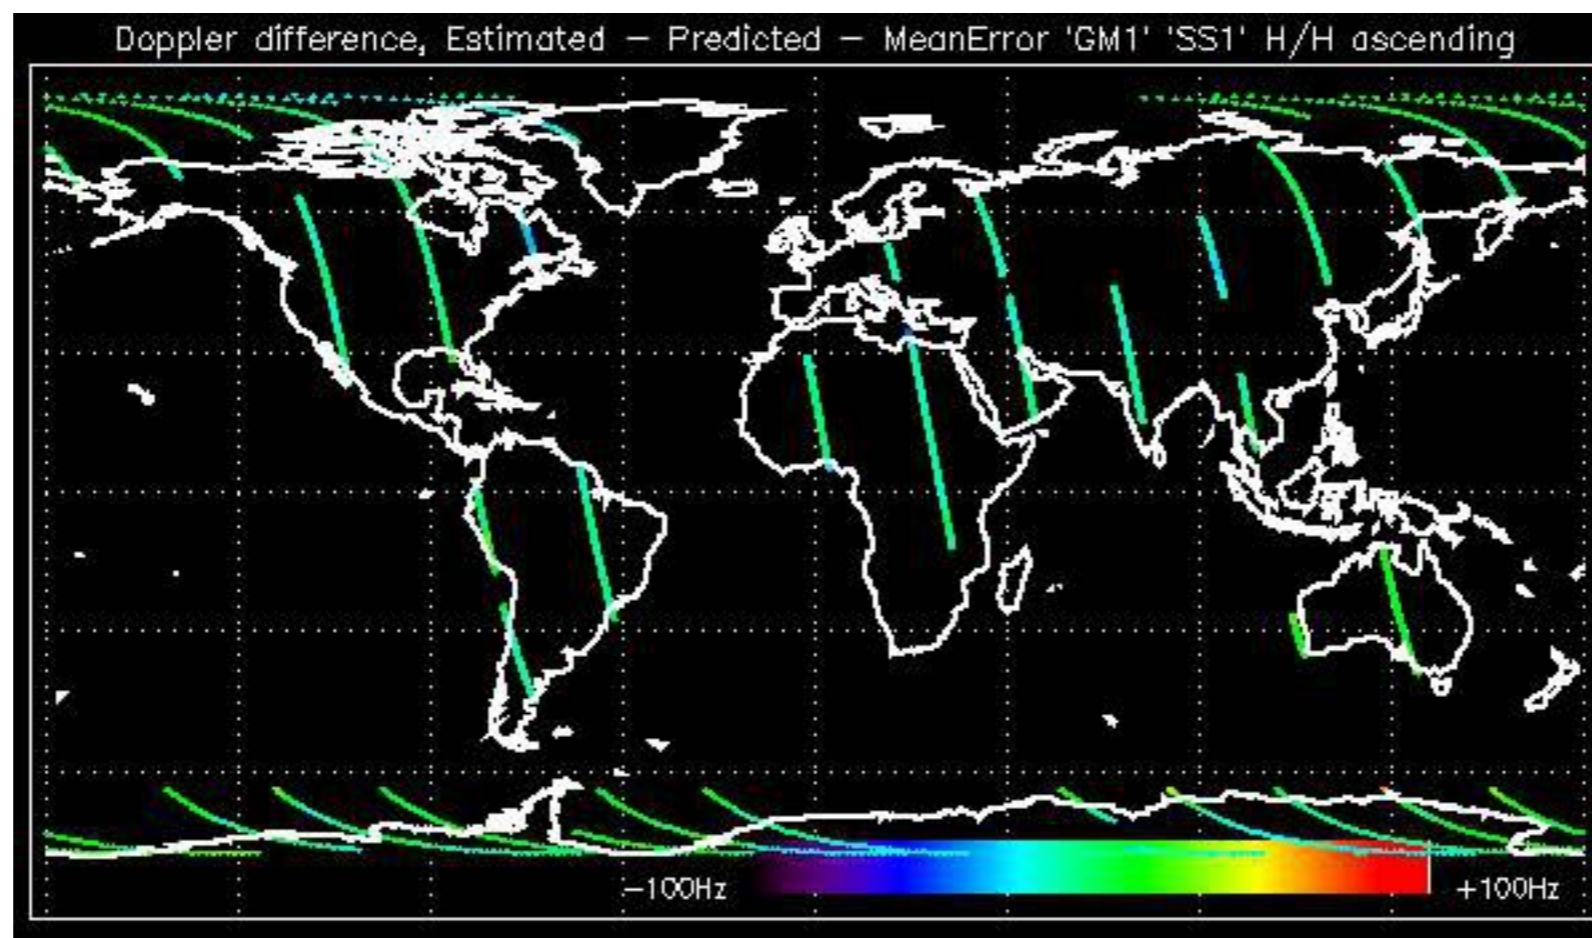 Doppler difference, Estimated − Predicted − MeanError 'GM1' 'SS1' H/H ascending
−100Hz
+100Hz